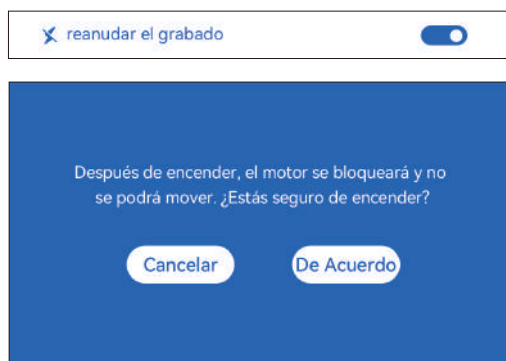 reanudar el grabado
Después de encender, el motor se bloqueará y no
se podrá mover. ¿Estás seguro de encender?
Cancelar
De Acuerdo